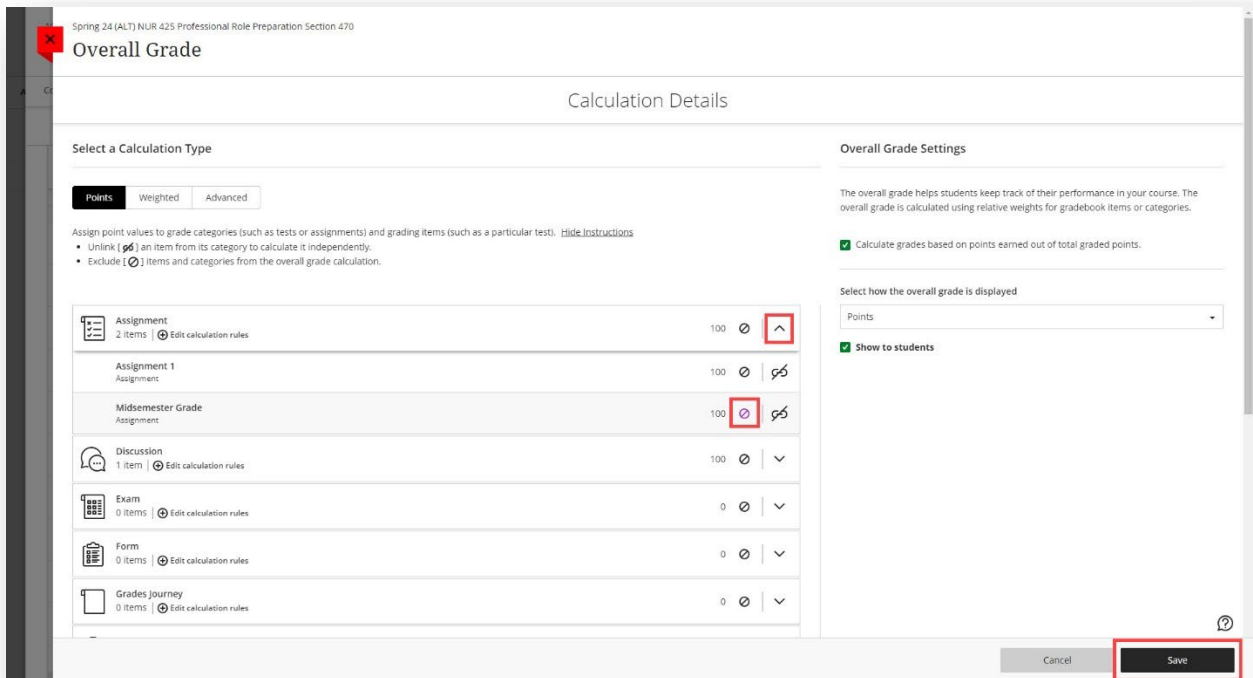 Spring 24 (ALT) NUR 425 Professional Role Preparation Section 470
Overall Grade
Calculation Details
Select a Calculation Type
Points Weighted Advanced
Assign point values to grade categories (such as tests or assignments) and grading items (such as a particular test). Hide Instructions
• Unlink [ ] an item from its category to calculate it independently.
• Exclude [ ] items and categories from the overall grade calculation.
Assignment
2 items | Edit calculation rules
100
Assignment 1
Assignment
100
Midsemester Grade
Assignment
100
Discussion
1 item | Edit calculation rules
100
Exam
0 items | Edit calculation rules
0
Form
0 items | Edit calculation rules
0
Grades Journey
0 items | Edit calculation rules
0
Overall Grade Settings
The overall grade helps students keep track of their performance in your course. The
overall grade is calculated using relative weights for gradebook items or categories.
Calculate grades based on points earned out of total graded points.
Select how the overall grade is displayed
Points
Show to students
Cancel Save